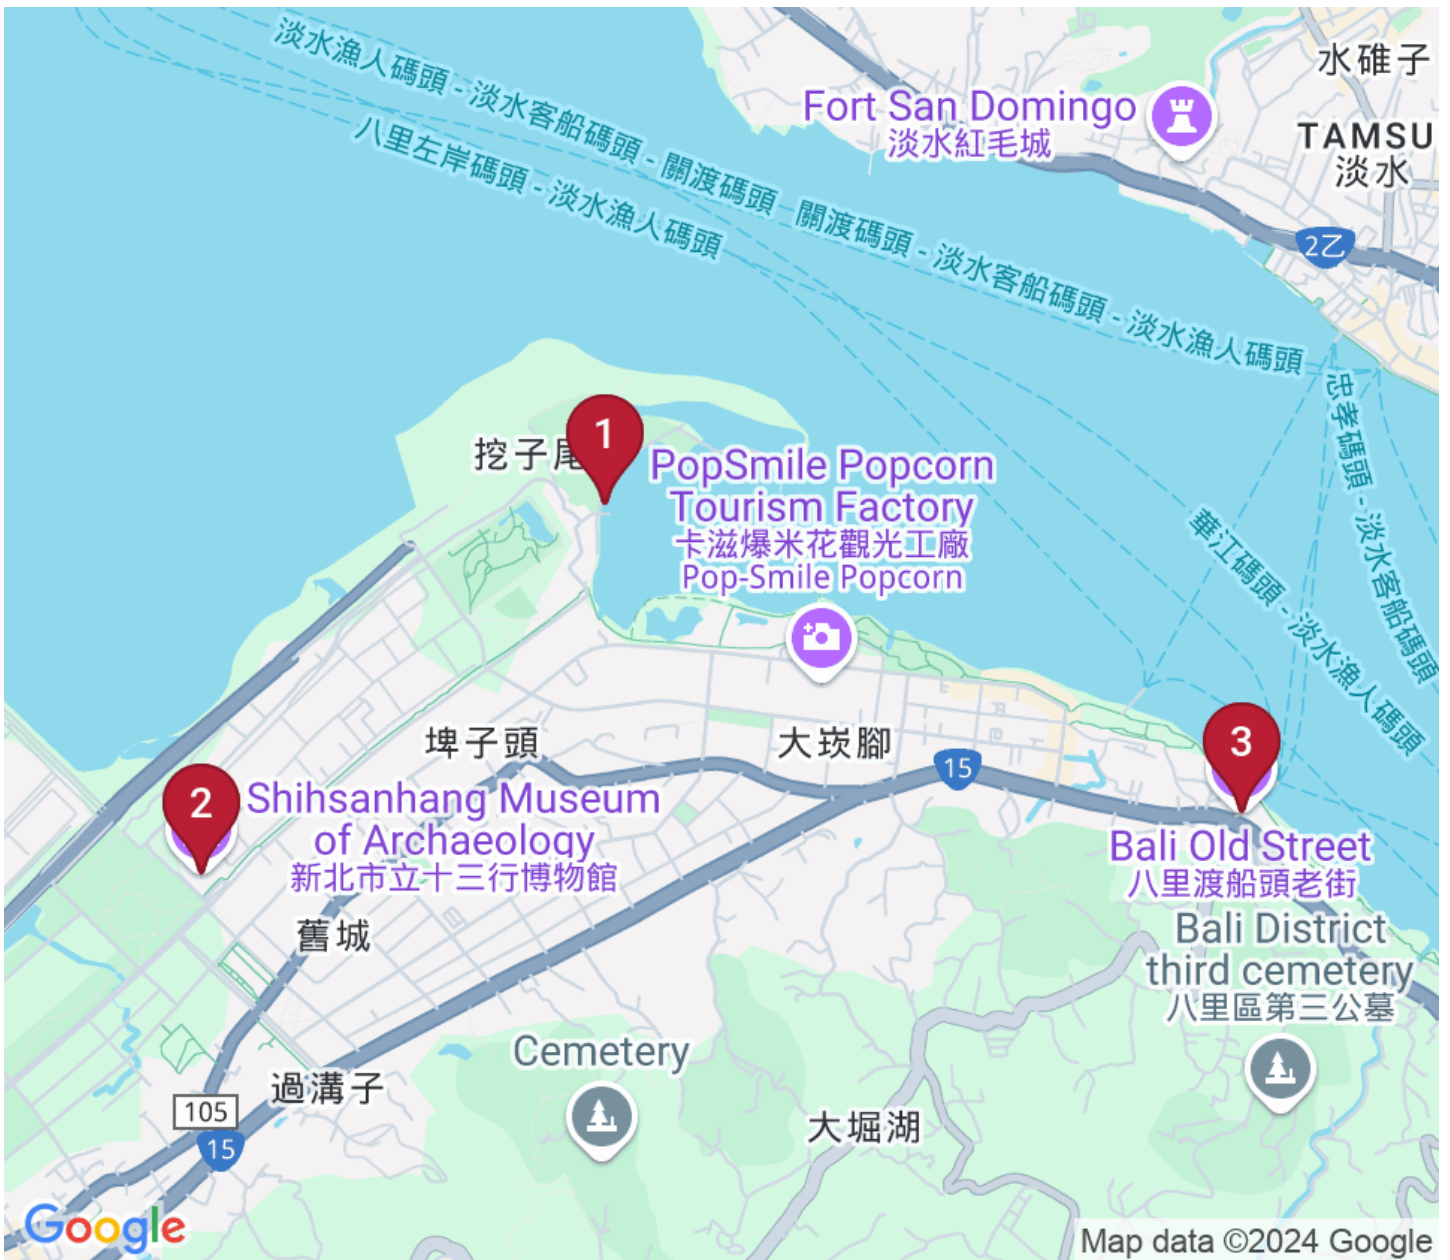 淡水漁人碼頭 - 淡水客船碼頭 - 關渡碼頭
八里左岸碼頭 - 淡水漁人碼頭
關渡碼頭 - 淡水客船碼頭 - 淡水漁人碼頭
水碓子
Fort San Domingo
淡水紅毛城
TAMSU
淡水
2乙
忠孝碼頭 - 淡水客船碼頭
華江碼頭 - 淡水漁人碼頭
挖子尾
1
PopSmile Popcorn
Tourism Factory
卡滋爆米花觀光工廠
Pop-Smile Popcorn
埤子頭
大崁腳
15
3
2
Shihsanhang Museum
of Archaeology
新北市立十三行博物館
Bali Old Street
八里渡船頭老街
舊城
Bali District
third cemetery
八里區第三公墓
Cemetery
過溝子
105
15
大堀湖
Google
Map data ©2024 Google